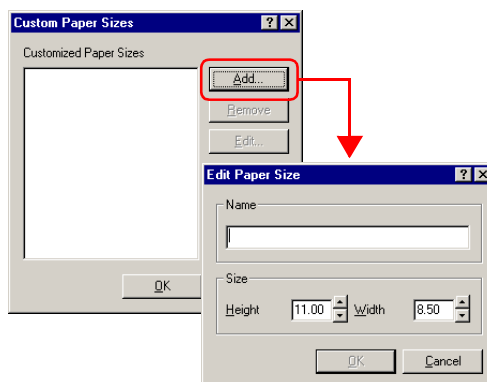 Custom Paper Sizes
Customized Paper Sizes
Add...
Remove
Edit...
OK
Edit Paper Size
Name
Size
Height 11.00 Width 8.50
OK Cancel